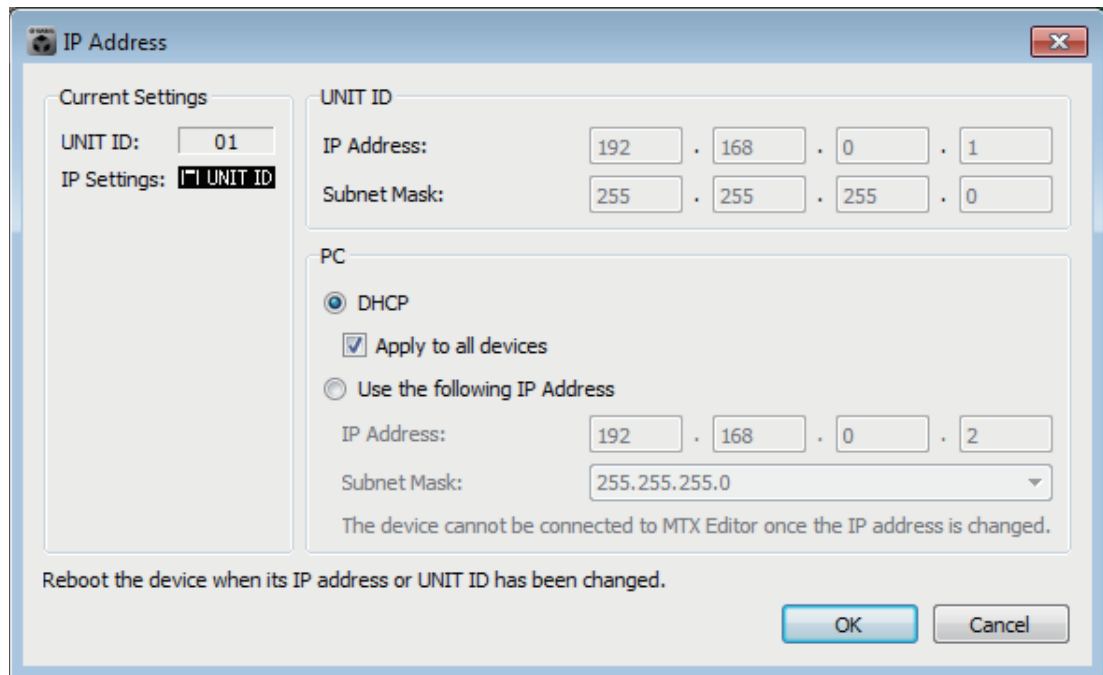 IP Address
Current Settings
UNIT ID: 01
IP Settings: UNIT ID
UNIT ID
IP Address: 192 . 168 . 0 . 1
Subnet Mask: 255 . 255 . 255 . 0
PC
DHCP
Apply to all devices
Use the following IP Address
IP Address: 192 . 168 . 0 . 2
Subnet Mask: 255.255.255.0
The device cannot be connected to MTX Editor once the IP address is changed.
Reboot the device when its IP address or UNIT ID has been changed.
OK Cancel